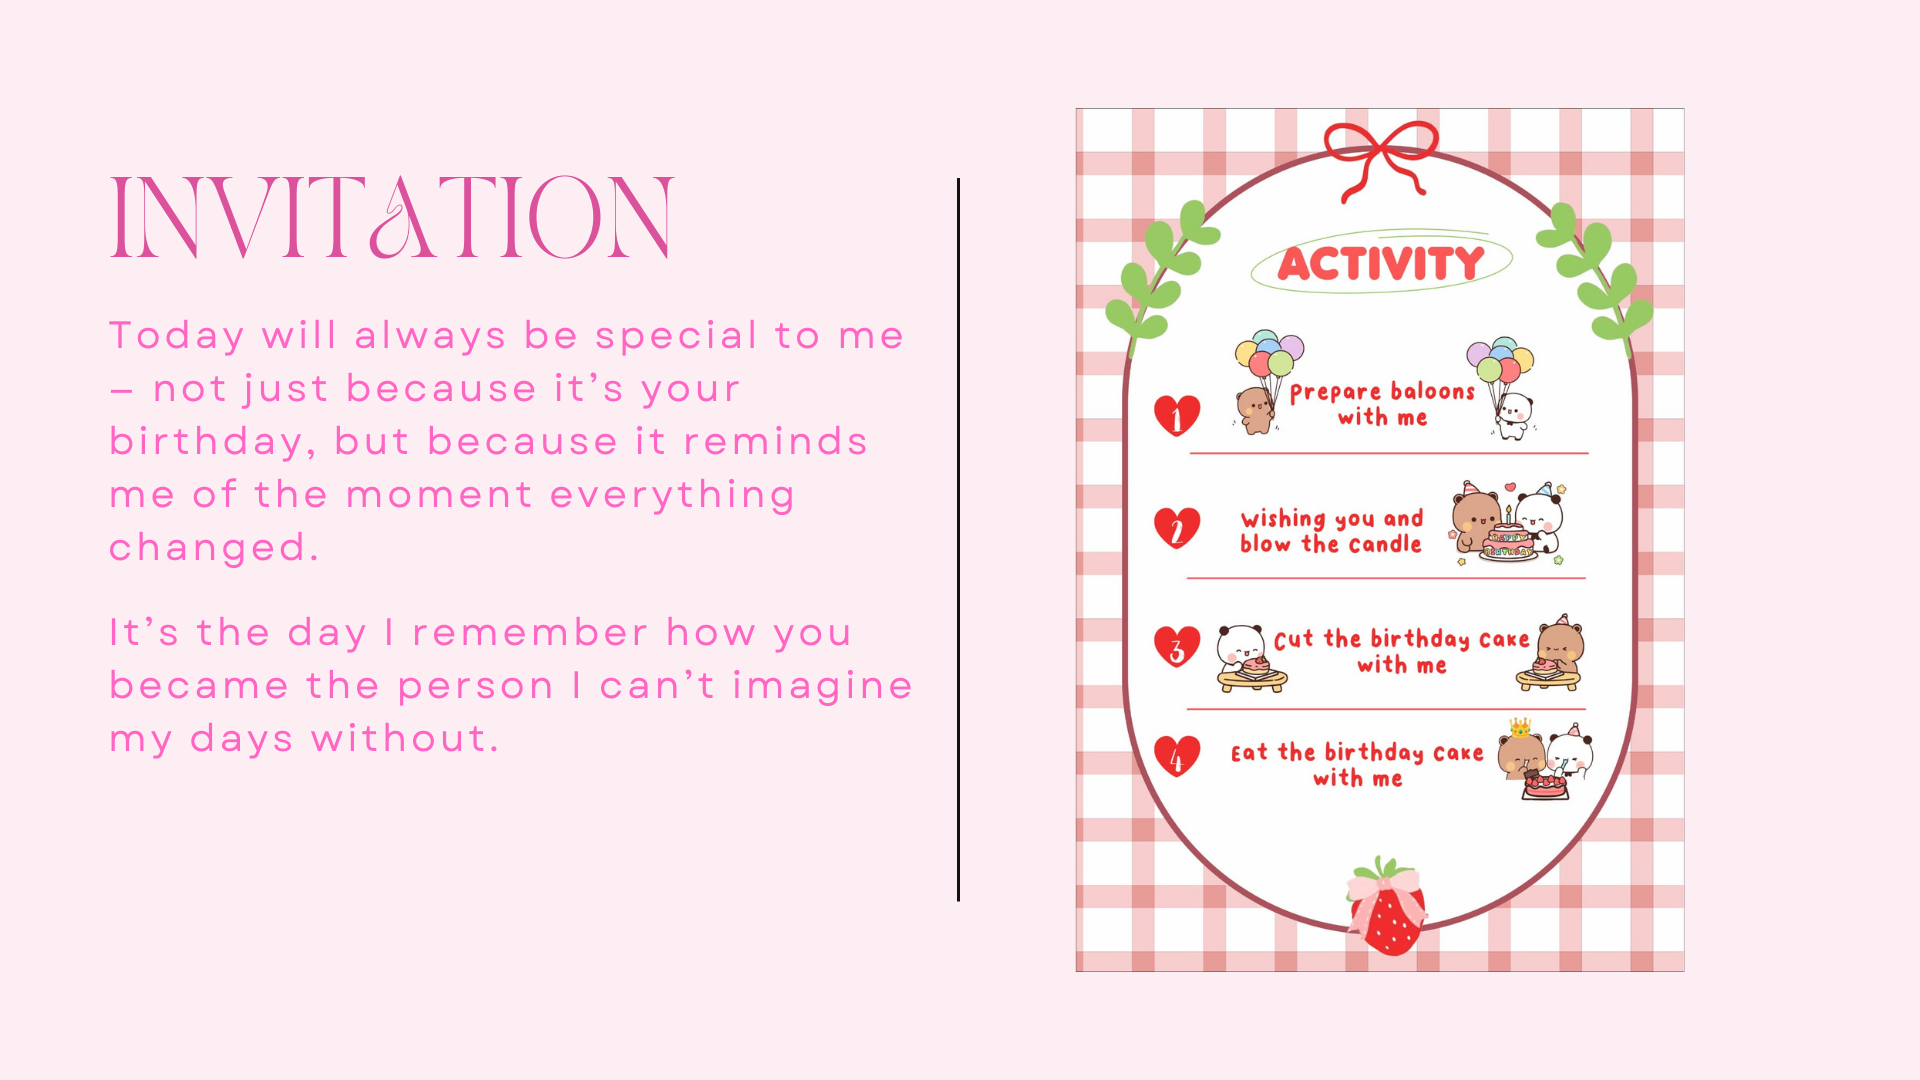 INVITATION
Today will always be special to me
– not just because it’s your
birthday, but because it reminds
me of the moment everything
changed.
It’s the day I remember how you
became the person I can’t imagine
my days without.
ACTIVITY
1
Prepare baloons
with me
2
wishing you and
blow the candle
HAPPY
BIRTHDAY
3
Cut the birthday cake
with me
4
Eat the birthday cake
with me